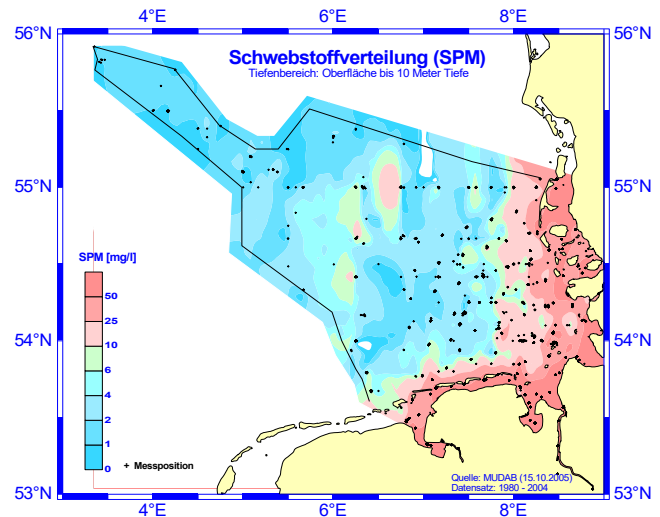 4°E 6°E 8°E
56°N 56°N
Schwebstoffverteilung (SPM)
Tiefenbereich: Oberfläche bis 10 Meter Tiefe
55°N 55°N
SPM [mg/l]
50
25
10
6
4
2
1
0
54°N 54°N
+ Messposition
Quelle: MUDAB (15.10.2005)
Datensatz: 1980 - 2004
53°N 53°N
4°E 6°E 8°E